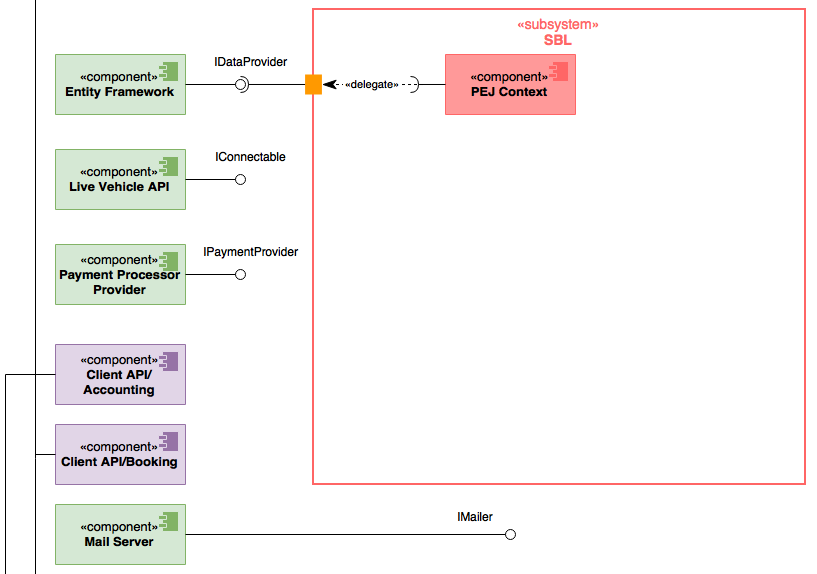 «subsystem»
SBL
IDataProvider
«component»
Entity Framework
«delegate»
«component»
PEJ Context
IConnectable
«component»
Live Vehicle API
IPaymentProvider
«component»
Payment Processor
Provider
«component»
Client API/
Accounting
«component»
Client API/Booking
IMailer
«component»
Mail Server